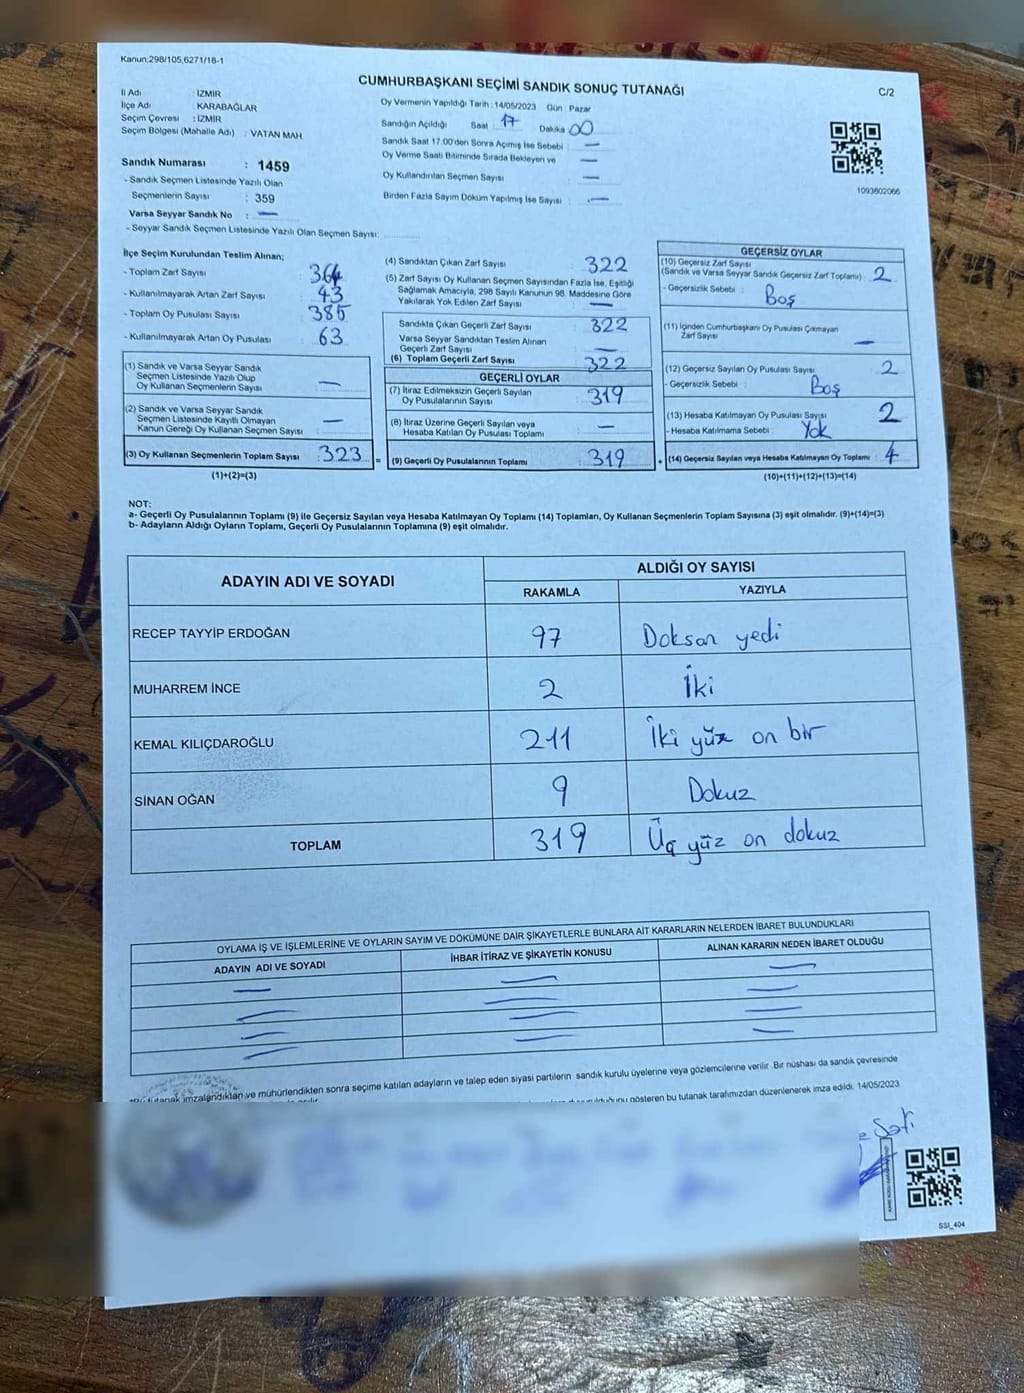 Kanun,298/105,6271/18-1
CUMHURBAŞKANI SEÇİMİ SANDIK SONUÇ TUTANAĞI
C/2
İl Adı : İZMİR
İlçe Adı : KARABAĞLAR
Seçim Çevresi : İZMİR
Seçim Bölgesi (Mahalle Adı) : VATAN MAH.
Sandık Numarası : 1459
- Sandık Seçmen Listesinde Yazılı Olan
Seçmenlerin Sayısı : 359
Varsa Seyyar Sandık No : —
- Seyyar Sandık Seçmen Listesinde Yazılı Olan Seçmen Sayısı:
Oy Vermenin Yapıldığı Tarih : 14/05/2023 Gün : Pazar
Sandığın Açıldığı Saat 17 Dakika 00
Sandık Saat 17.00'den Sonra Açımış İse Sebebi —
Oy Verme Saati Bitiminde Sırada Bekleyen ve —
Oy Kullandırılan Seçmen Sayısı —
Birden Fazla Sayım Döküm Yapılmış İse Sayısı —
1093602066
İlçe Seçim Kurulundan Teslim Alınan;
- Toplam Zarf Sayısı 364
- Kullanılmayarak Artan Zarf Sayısı 43
- Toplam Oy Pusulası Sayısı 385
- Kullanılmayarak Artan Oy Pusulası 63
(1) Sandık ve Varsa Seyyar Sandık
Seçmen Listesinde Yazılı Olup
Oy Kullanan Seçmenlerin Sayısı —
(2) Sandık ve Varsa Seyyar Sandık
Seçmen Listesinde Kayıtlı Olmayan
Kanun Gereği Oy Kullanan Seçmen Sayısı —
(3) Oy Kullanan Seçmenlerin Toplam Sayısı : 323 =
(1)+(2)=(3)
(4) Sandıktan Çıkan Zarf Sayısı : 322
(5) Zarf Sayısı Oy Kullanan Seçmen Sayısından Fazla İse, Eşitliği
Sağlamak Amacıyla, 298 Sayılı Kanunun 98. Maddesine Göre
Yakılarak Yok Edilen Zarf Sayısı —
Sandıkta Çıkan Geçerli Zarf Sayısı 322
Varsa Seyyar Sandıktan Teslim Alınan
Geçerli Zarf Sayısı —
(6) Toplam Geçerli Zarf Sayısı 322
GEÇERLİ OYLAR
(7) İtiraz Edilmeksizin Geçerli Sayılan
Oy Pusulalarının Sayısı 319
(8) İtiraz Üzerine Geçerli Sayılan veya
Hesaba Katılan Oy Pusulası Toplamı —
(9) Geçerli Oy Pusulalarının Toplamı : 319 +
GEÇERSİZ OYLAR
(10) Geçersiz Zarf Sayısı
(Sandık ve Varsa Seyyar Sandık Geçersiz Zarf Toplamı) : 2
- Geçersizlik Sebebi : Boş
(11) İçinden Cumhurbaşkanı Oy Pusulası Çıkmayan
Zarf Sayısı —
(12) Geçersiz Sayılan Oy Pusulası Sayısı : 2
- Geçersizlik Sebebi : Boş
(13) Hesaba Katılmayan Oy Pusulası Sayısı 2
- Hesaba Katılmama Sebebi : Yok
(14) Geçersiz Sayılan veya Hesaba Katılmayan Oy Toplamı : 4
(10)+(11)+(12)+(13)=(14)
NOT:
a- Geçerli Oy Pusulalarının Toplamı (9) ile Geçersiz Sayılan veya Hesaba Katılmayan Oy Toplamı (14) Toplamları, Oy Kullanan Seçmenlerin Toplam Sayısına (3) eşit olmalıdır. (9)+(14)=(3)
b- Adayların Aldığı Oyların Toplamı, Geçerli Oy Pusulalarının Toplamına (9) eşit olmalıdır.
ADAYIN ADI VE SOYADI
ALDIĞI OY SAYISI
RAKAMLA YAZIYLA
RECEP TAYYİP ERDOĞAN 97 Doksan yedi
MUHARREM İNCE 2 İki
KEMAL KILIÇDAROĞLU 211 İki yüz on bir
SİNAN OĞAN 9 Dokuz
TOPLAM 319 Üç yüz on dokuz
OYLAMA İŞ VE İŞLEMLERİNE VE OYLARIN SAYIM VE DÖKÜMÜNE DAİR ŞİKAYETLERLE BUNLARA AİT KARARLARIN NELERDEN İBARET BULUNDUKLARI
ADAYIN ADI VE SOYADI İHBAR İTİRAZ VE ŞİKAYETİN KONUSU ALINAN KARARIN NEDEN İBARET OLDUĞU
— — —
— — —
— — —
— — —
tutanak imzalandıktan ve mühürlendikten sonra seçime katılan adayların ve talep eden siyasi partilerin sandık kurulu üyelerine veya gözlemcilerine verilir. Bir nüshası da sandık çevresinde
gösteren bu tutanak tarafımızdan düzenlenerek imza edildi. 14/05/2023
SSI_404